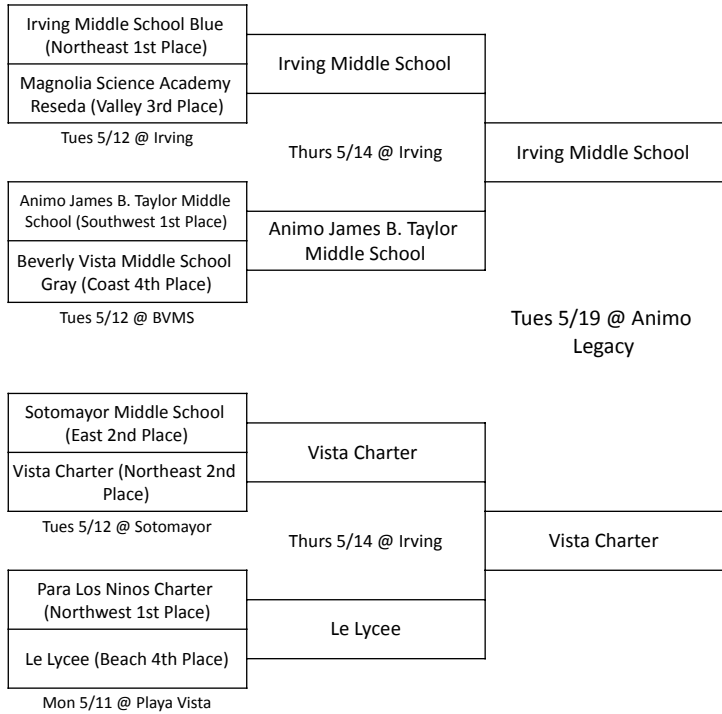 Irving Middle School Blue
(Northeast 1st Place)
Magnolia Science Academy
Reseda (Valley 3rd Place)
Tues 5/12 @ Irving
Irving Middle School
Thurs 5/14 @ Irving
Animo James B. Taylor Middle
School (Southwest 1st Place)
Beverly Vista Middle School
Gray (Coast 4th Place)
Tues 5/12 @ BVMS
Animo James B. Taylor
Middle School
Irving Middle School
Tues 5/19 @ Animo
Legacy
Sotomayor Middle School
(East 2nd Place)
Vista Charter (Northeast 2nd
Place)
Tues 5/12 @ Sotomayor
Vista Charter
Thurs 5/14 @ Irving
Vista Charter
Para Los Ninos Charter
(Northwest 1st Place)
Le Lycee (Beach 4th Place)
Mon 5/11 @ Playa Vista
Le Lycee